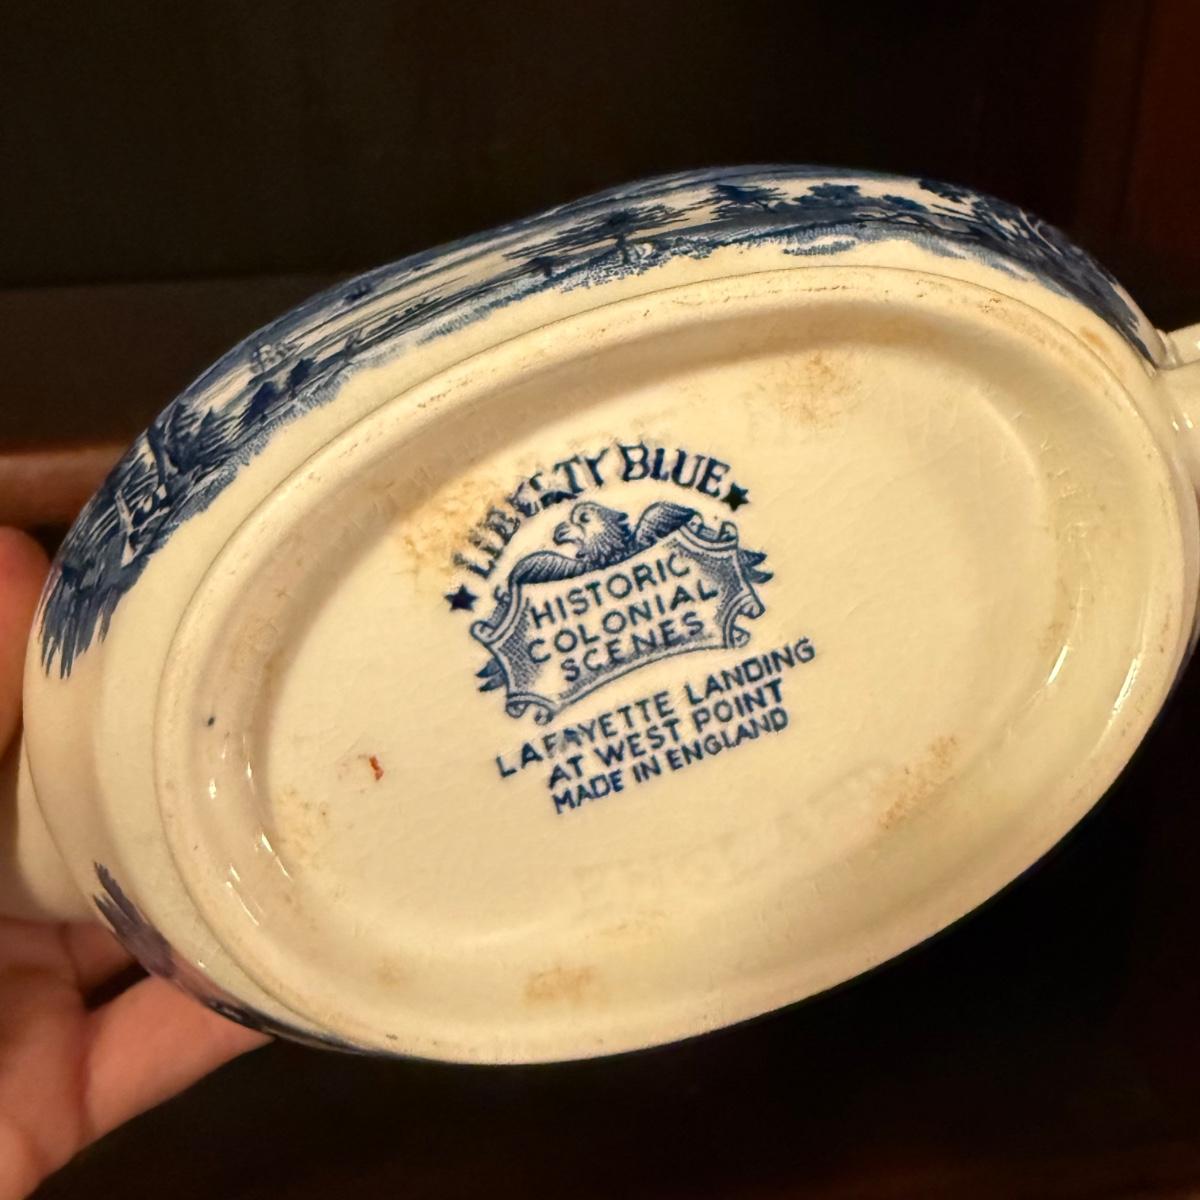 LIBERTY BLUE
HISTORIC
COLONIAL
SCENES
LAFAYETTE LANDING
AT WEST POINT
MADE IN ENGLAND